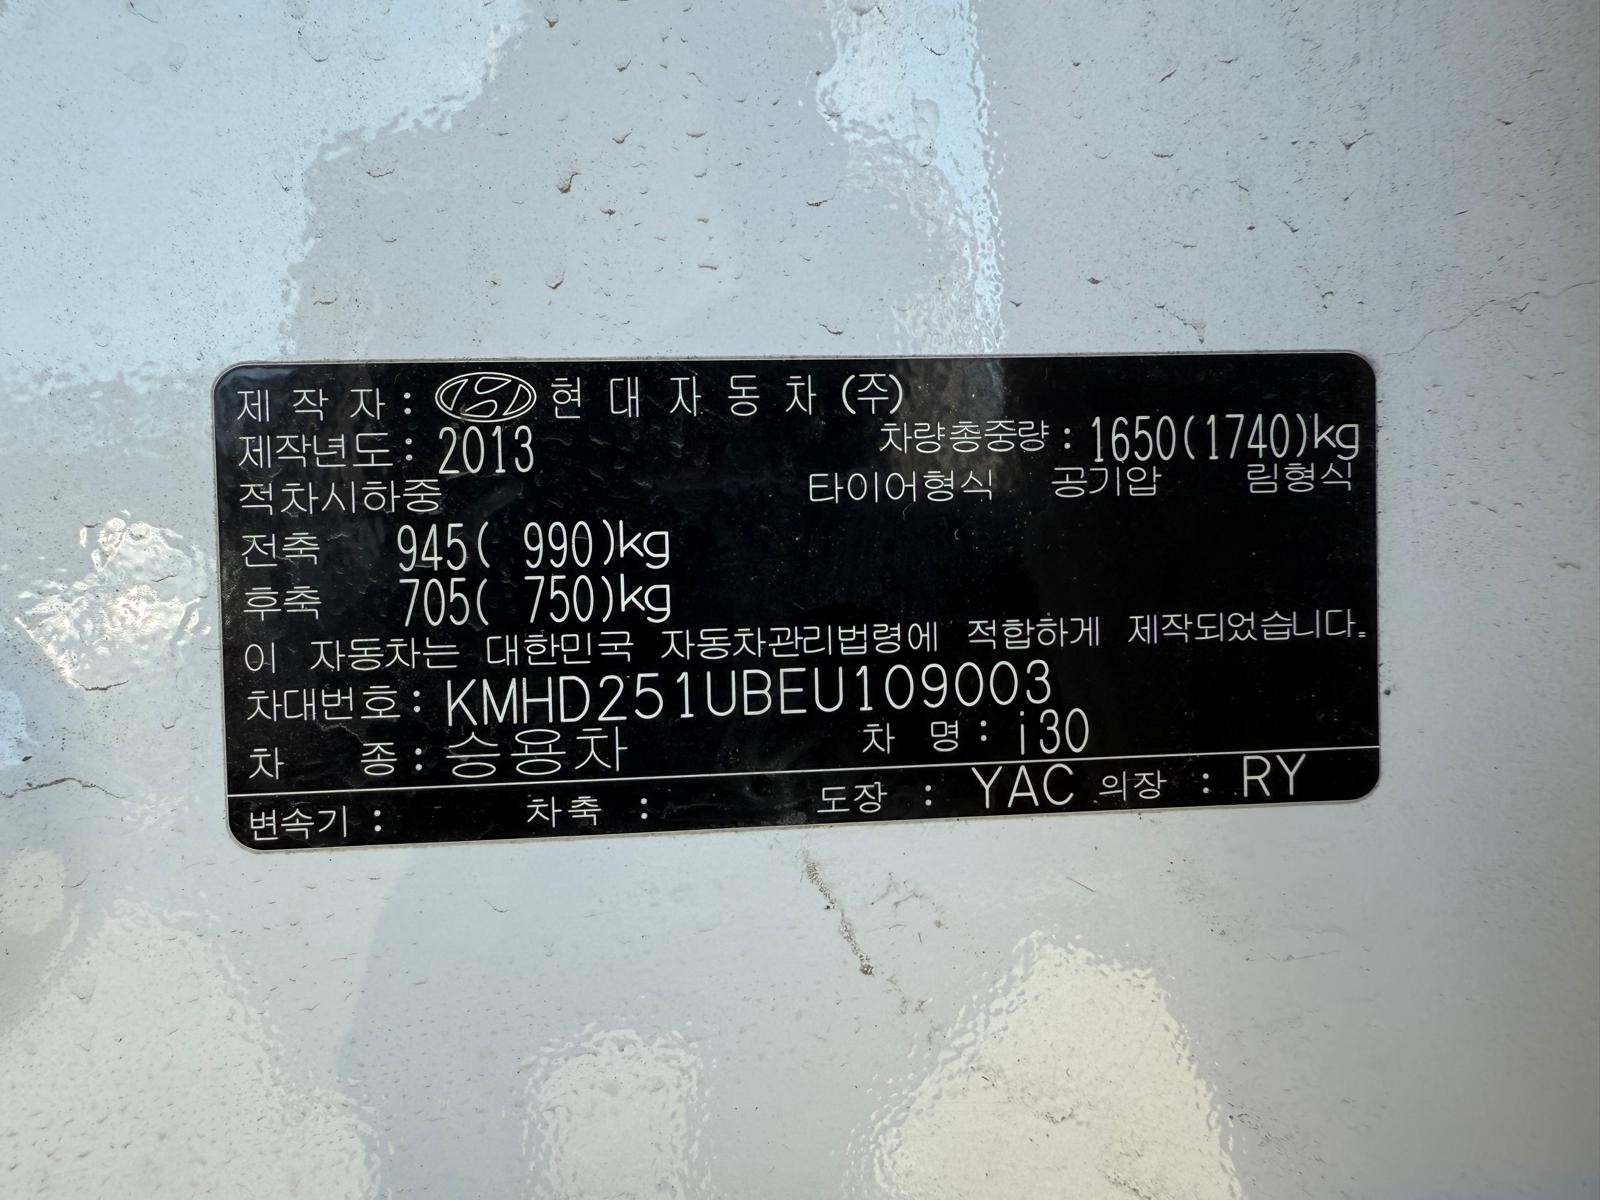 제 작 자 : 현 대 자 동 차 (주)
제작년도 : 2013 차량총중량 : 1650(1740)kg
적차시하중 타이어형식 공기압 림형식
전축 945( 990)kg
후축 705( 750)kg
이 자동차는 대한민국 자동차관리법령에 적합하게 제작되었습니다.
차대번호 : KMHD251UBEU109003
차 종 : 승용차 차 명 : i30
변속기 : 차축 : 도장 : YAC 의장 : RY